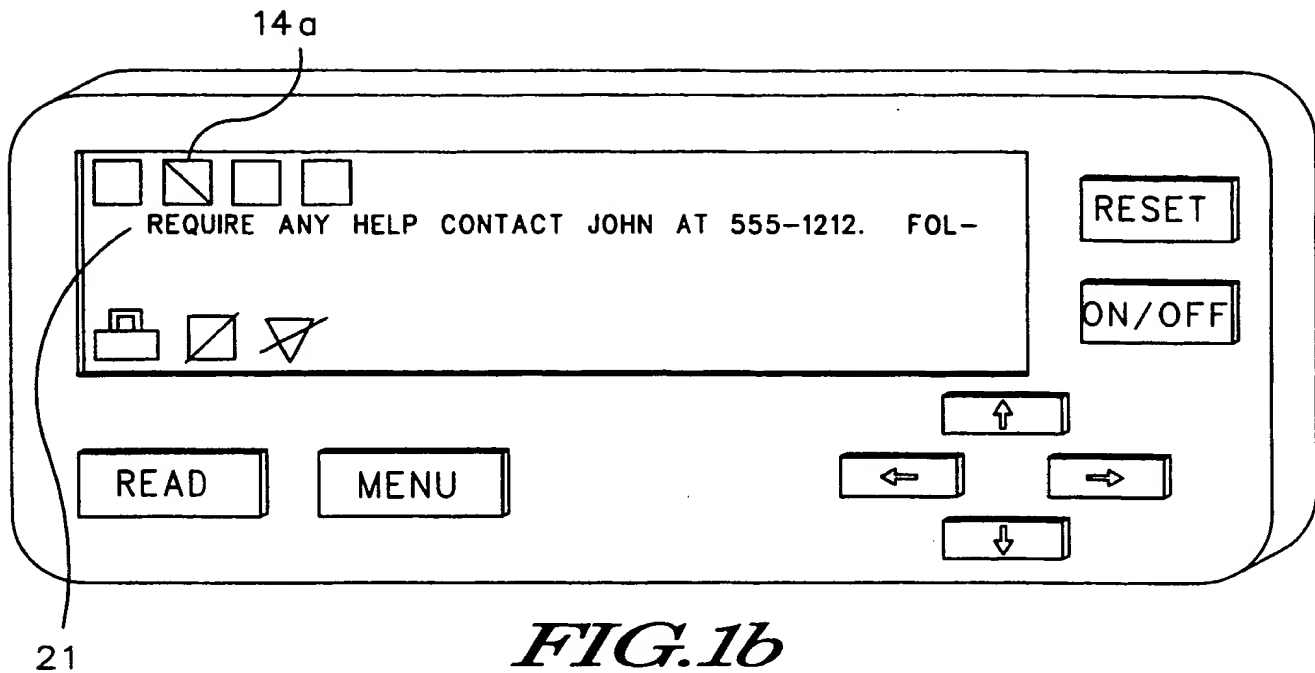 14a
REQUIRE ANY HELP CONTACT JOHN AT 555-1212. FOL-
RESET
ON/OFF
READ
MENU
21
FIG.1b